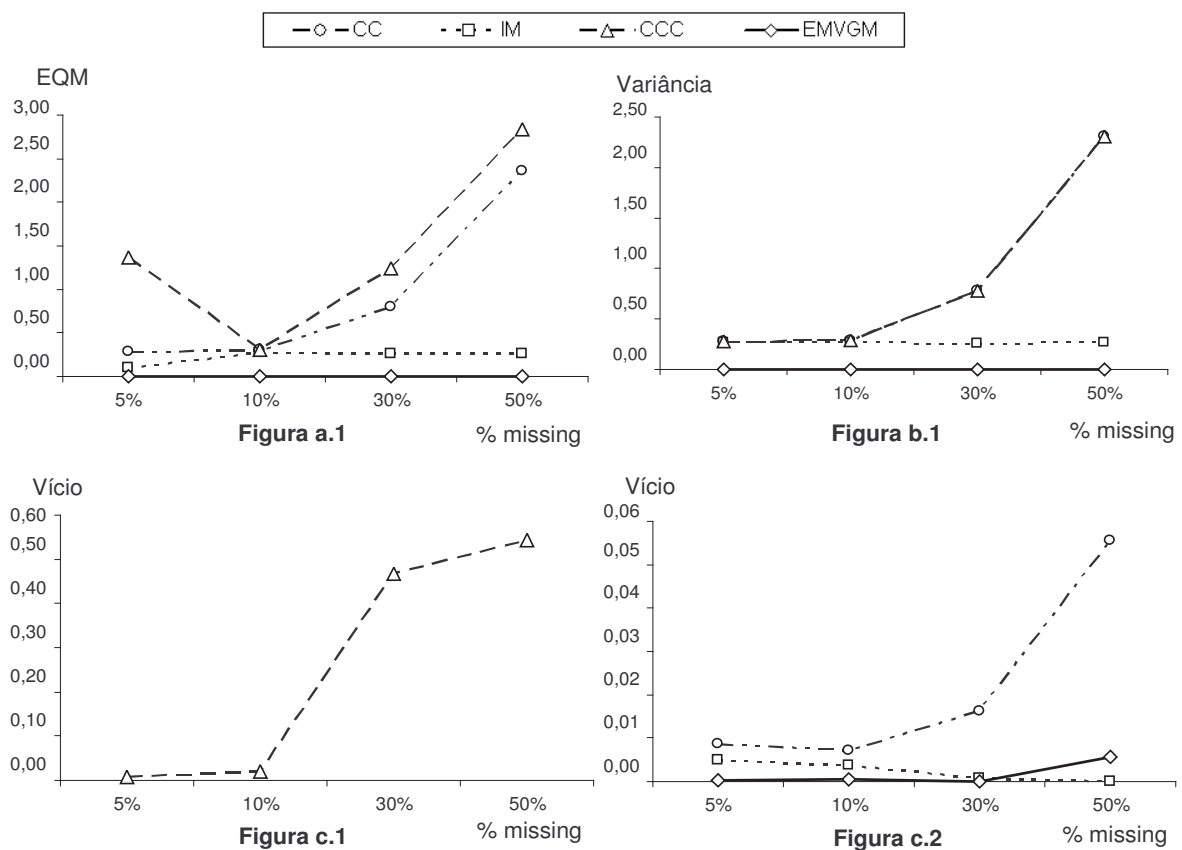 CC IM CCC EMVGM
EQM
3,00
2,50
2,00
1,50
1,00
0,50
0,00
5% 10% 30% 50%
Figura a.1 % missing
Variância
2,50
2,00
1,50
1,00
0,50
0,00
5% 10% 30% 50%
Figura b.1 % missing
Vício
0,60
0,50
0,40
0,30
0,20
0,10
0,00
5% 10% 30% 50%
Figura c.1 % missing
Vício
0,06
0,05
0,04
0,03
0,02
0,01
0,00
5% 10% 30% 50%
Figura c.2 % missing